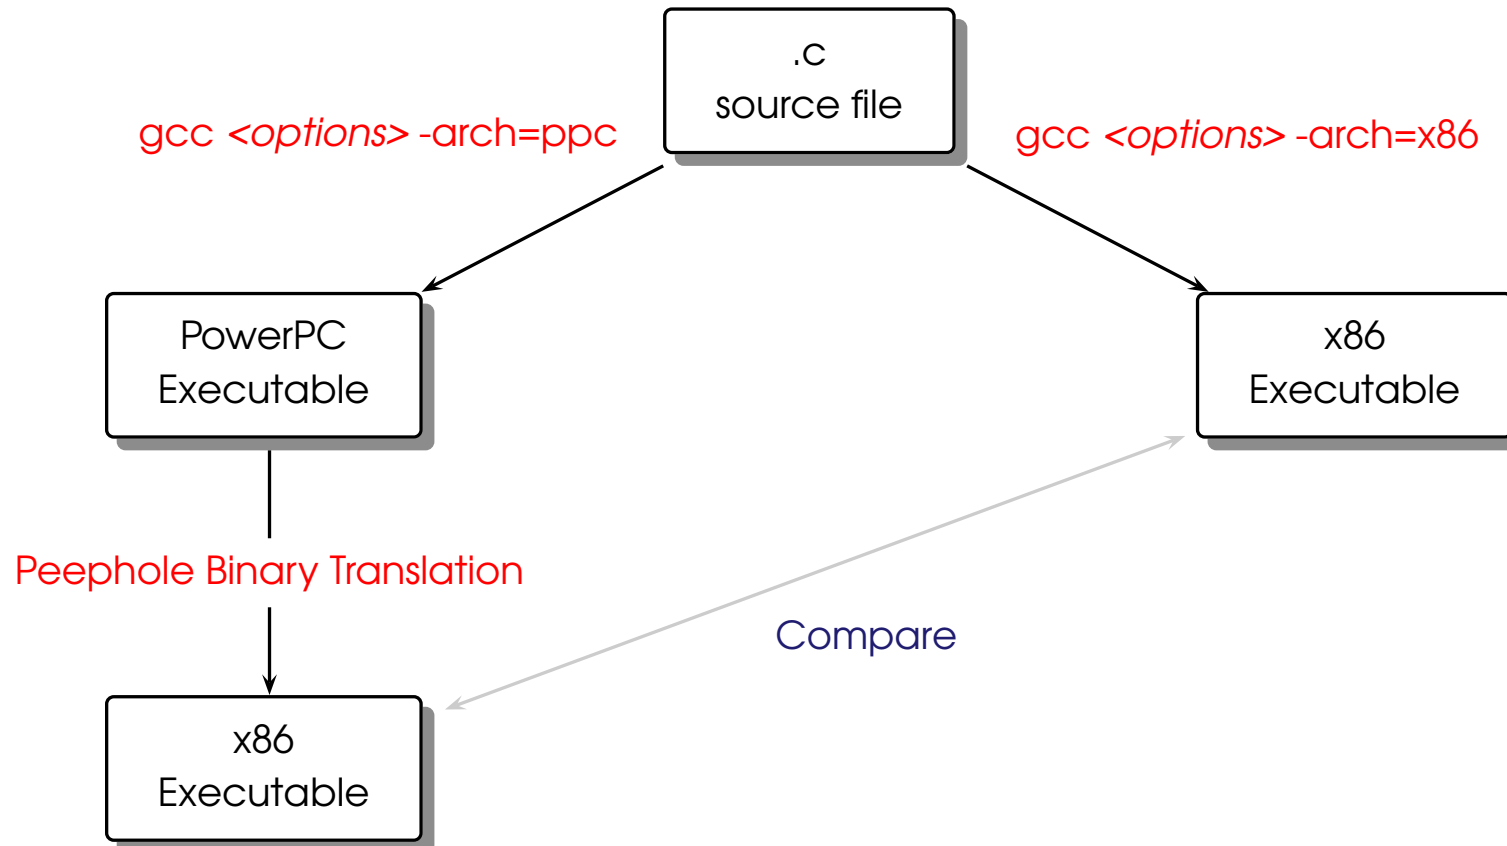 .c
source file
gcc <options> -arch=ppc
gcc <options> -arch=x86
PowerPC
Executable
x86
Executable
Peephole Binary Translation
Compare
x86
Executable